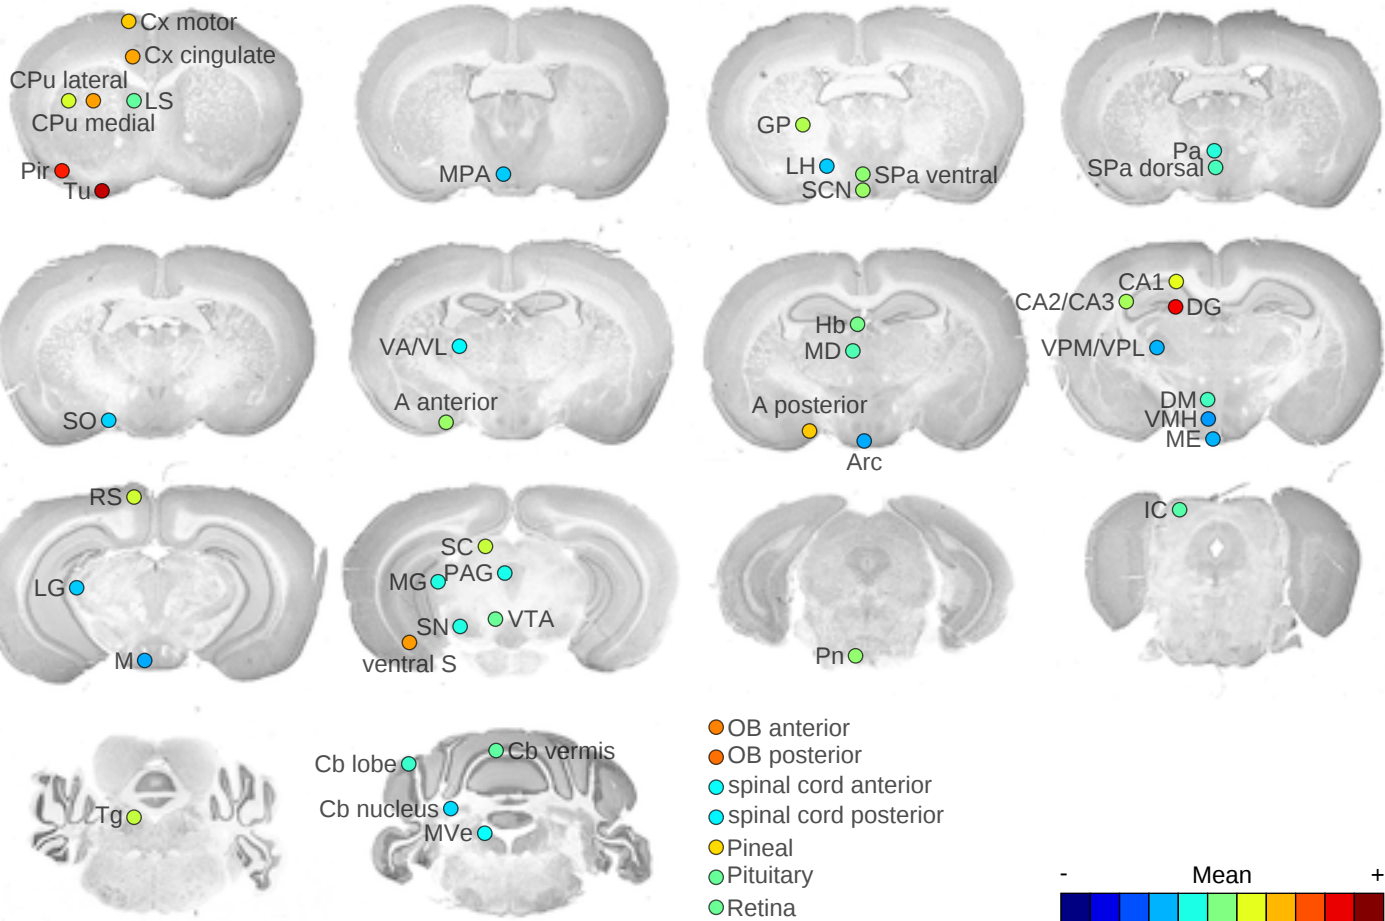 Cx motor
Cx cingulate
CPu lateral
LS
CPu medial
Pir
Tu
MPA
GP
LH
SPa ventral
SCN
Pa
SPa dorsal
SO
VA/VL
A anterior
Hb
MD
A posterior
Arc
CA1
CA2/CA3
DG
VPM/VPL
DM
VMH
ME
RS
LG
M
SC
MG
PAG
SN
VTA
ventral S
Pn
IC
Tg
Cb lobe
Cb vermis
Cb nucleus
MVe
OB anterior
OB posterior
spinal cord anterior
spinal cord posterior
Pineal
Pituitary
Retina
- Mean +